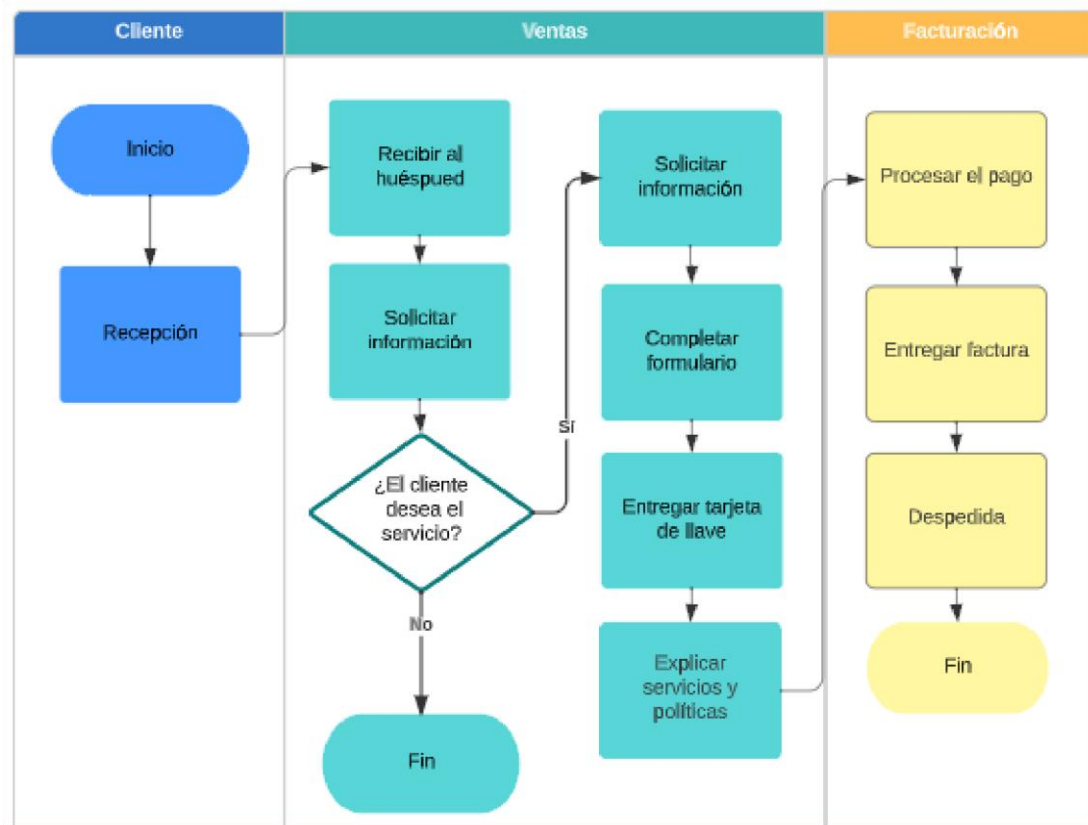 Cliente
Ventas
Facturación
Inicio
Recepción
Recibir al
huéspued
Solicitar
información
¿El cliente
desea el
servicio?
No
Fin
Sí
Solicitar
información
Completar
formulario
Entregar tarjeta
de llave
Explicar
servicios y
políticas
Procesar el pago
Entregar factura
Despedida
Fin